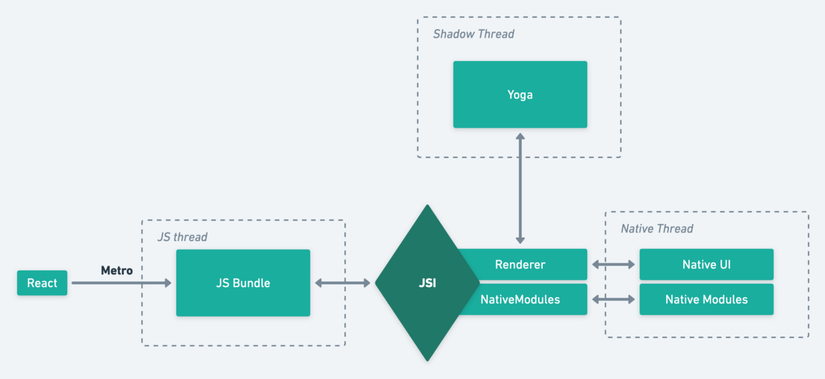 Shadow Thread
Yoga
JS thread
Native Thread
Metro
React
JS Bundle
JSI
Renderer
Native UI
NativeModules
Native Modules